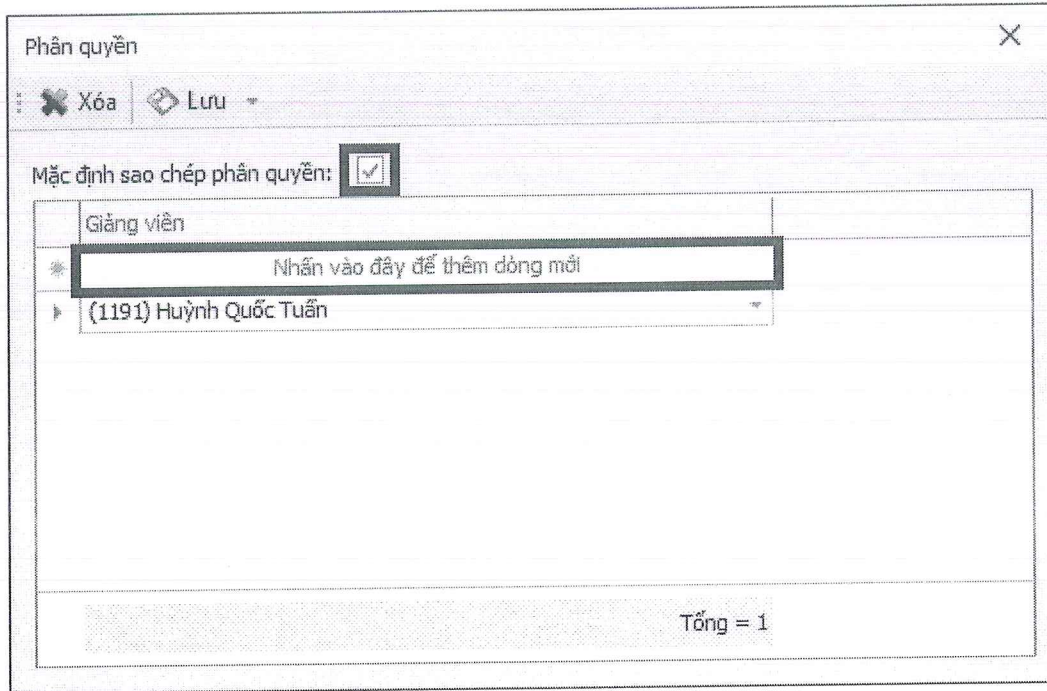 Phân quyền
Xóa Lưu
Mặc định sao chép phân quyền:
Giảng viên
Nhấn vào đây để thêm dòng mới
(1191) Huỳnh Quốc Tuấn
Tổng = 1